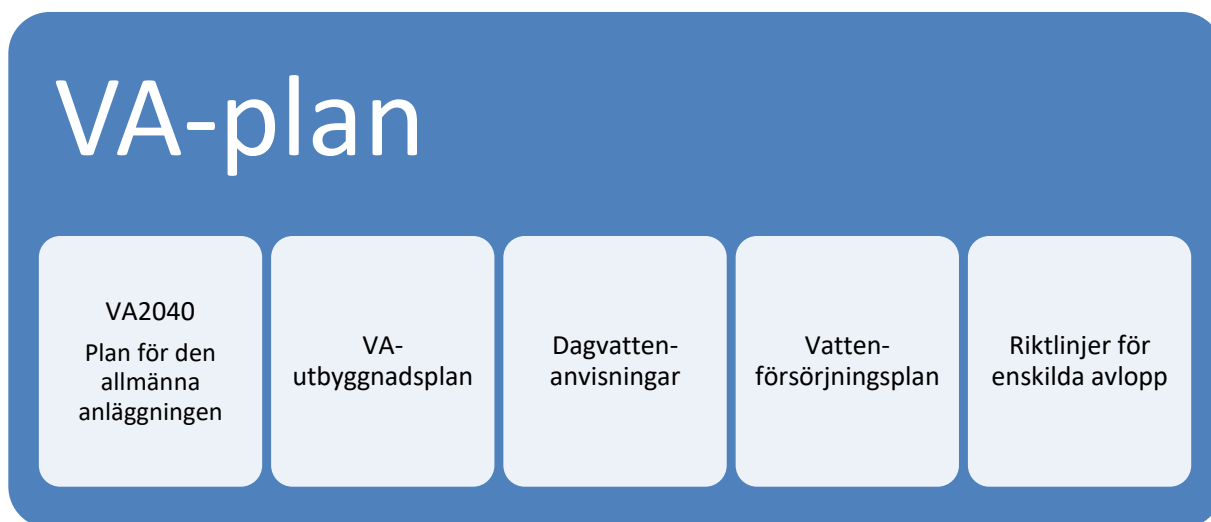 VA-plan
VA2040
Plan för den
allmänna
anläggningen
VA-
utbyggnadsplan
Dagvatten-
anvisningar
Vatten-
försörjningsplan
Riktlinjer för
enskilda avlopp